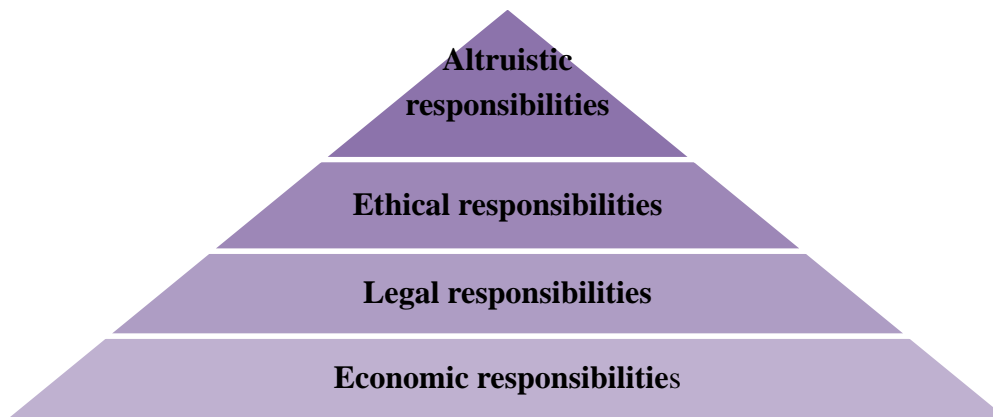 Altruistic
responsibilities
Ethical responsibilities
Legal responsibilities
Economic responsibilities